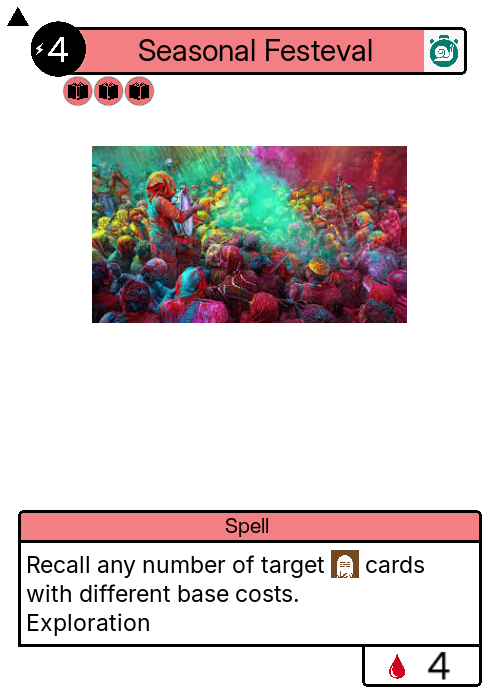 4
Seasonal Festeval
Spell
Recall any number of target cards
with different base costs.
Exploration
4